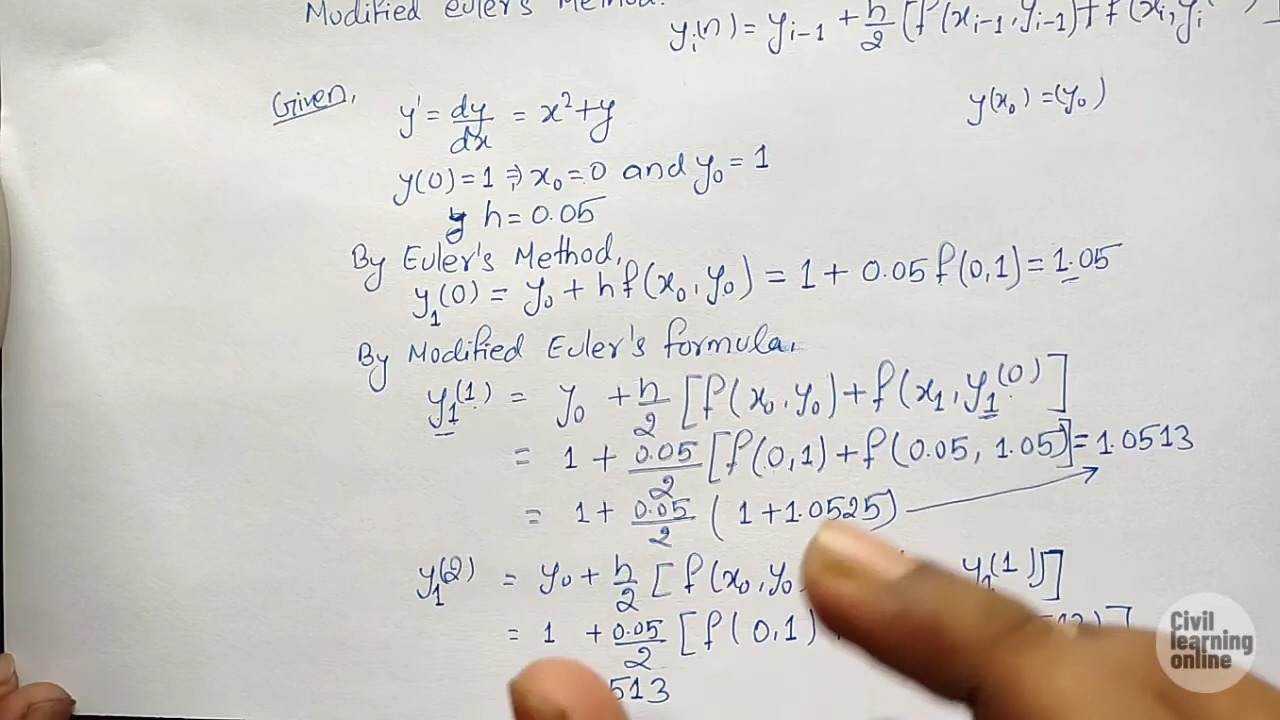 Modified Euler's Method.
yᵢ(n) = yᵢ₋₁ + h/2 [f(xᵢ₋₁, yᵢ₋₁) + f(xᵢ, yᵢ
Given,
y' = dy/dx = x² + y
y(x₀) = (y₀)
y(0) = 1 ⇒ x₀ = 0 and y₀ = 1
h = 0.05
By Euler's Method,
y₁(0) = y₀ + hf(x₀, y₀) = 1 + 0.05 f(0,1) = 1.05
By Modified Euler's formula,
y₁(1) = y₀ + h/2 [f(x₀, y₀) + f(x₁, y₁(0)]
= 1 + 0.05/2 [f(0,1) + f(0.05, 1.05)] = 1.0513
= 1 + 0.05/2 (1 + 1.0525)
y₁(2) = y₀ + h/2 [f(x₀, y₀ y₁(1)]
= 1 + 0.05/2 [f(0,1)
513
Civil
learning
online